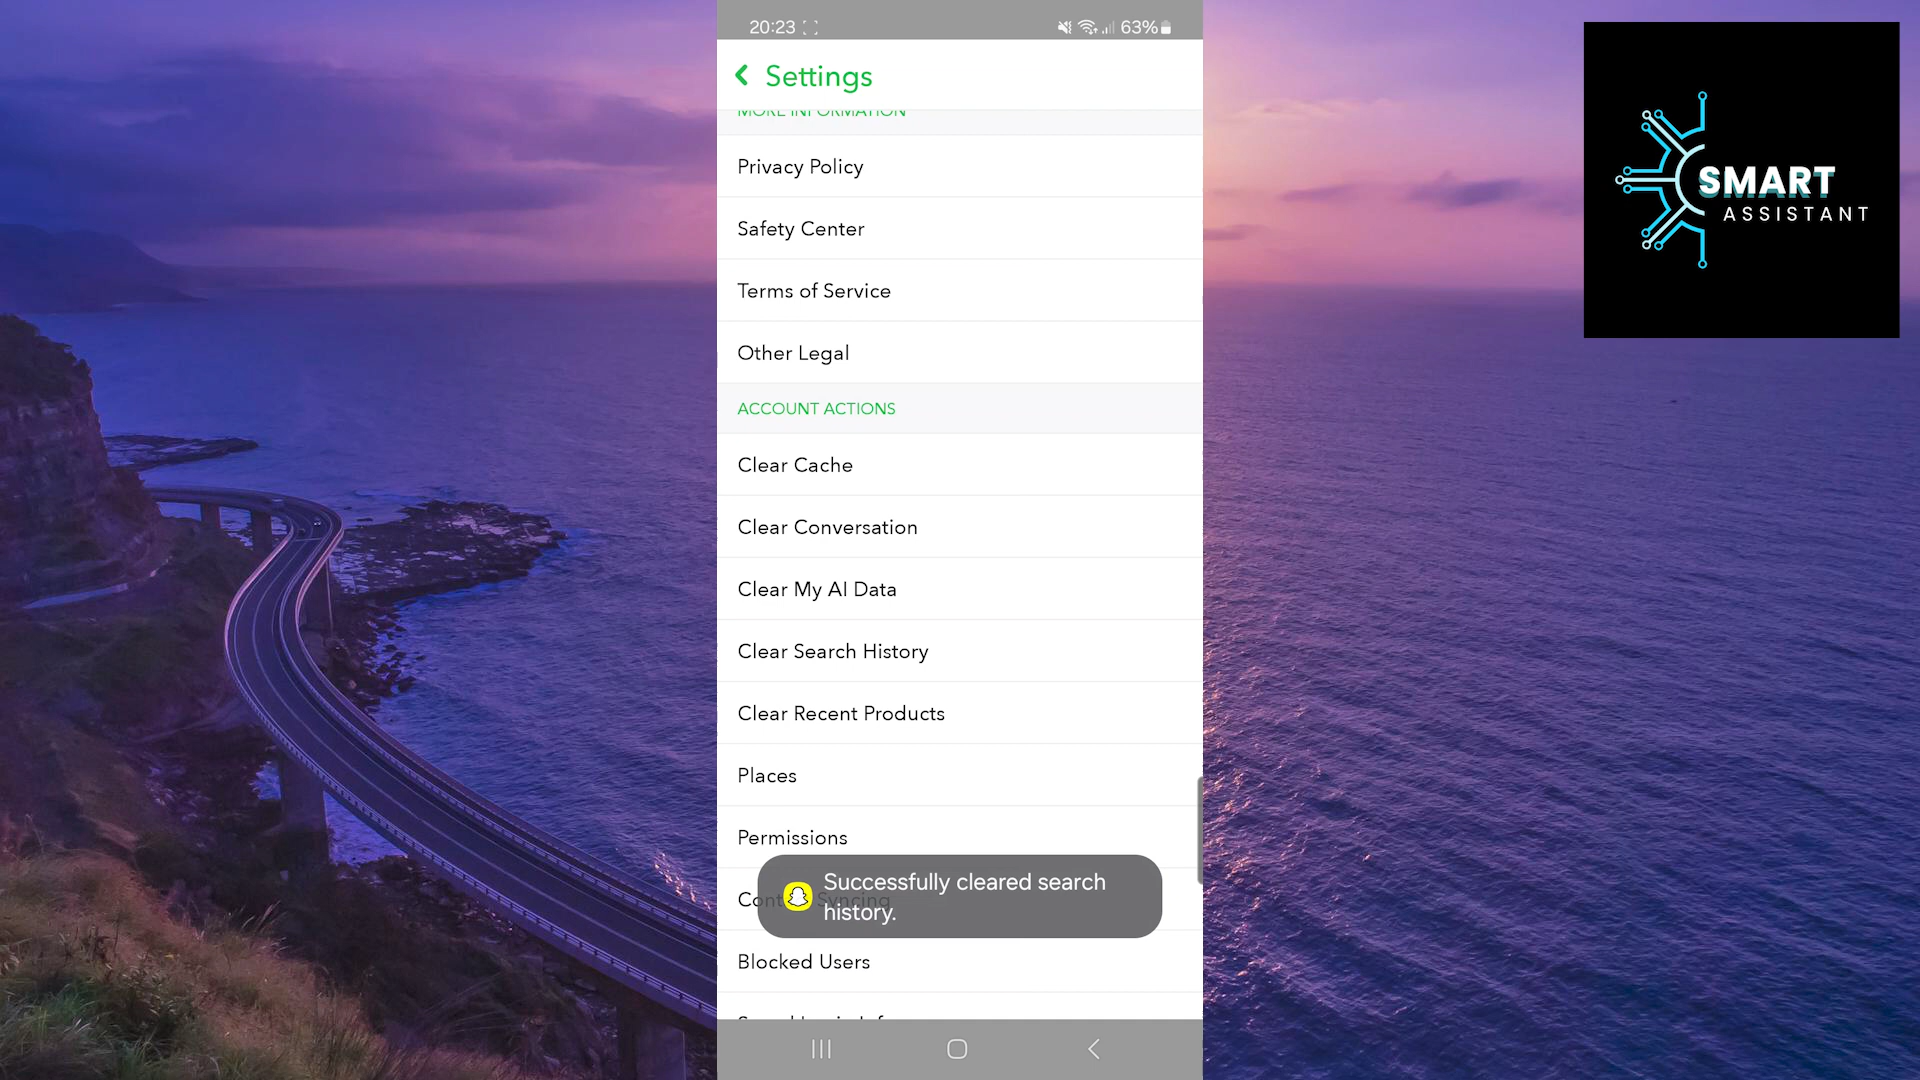 20:23
63%
Settings
MORE INFORMATION
Privacy Policy
Safety Center
Terms of Service
Other Legal
ACCOUNT ACTIONS
Clear Cache
Clear Conversation
Clear My AI Data
Clear Search History
Clear Recent Products
Places
Permissions
Successfully cleared search
history.
Syncing
Blocked Users
SMART
ASSISTANT